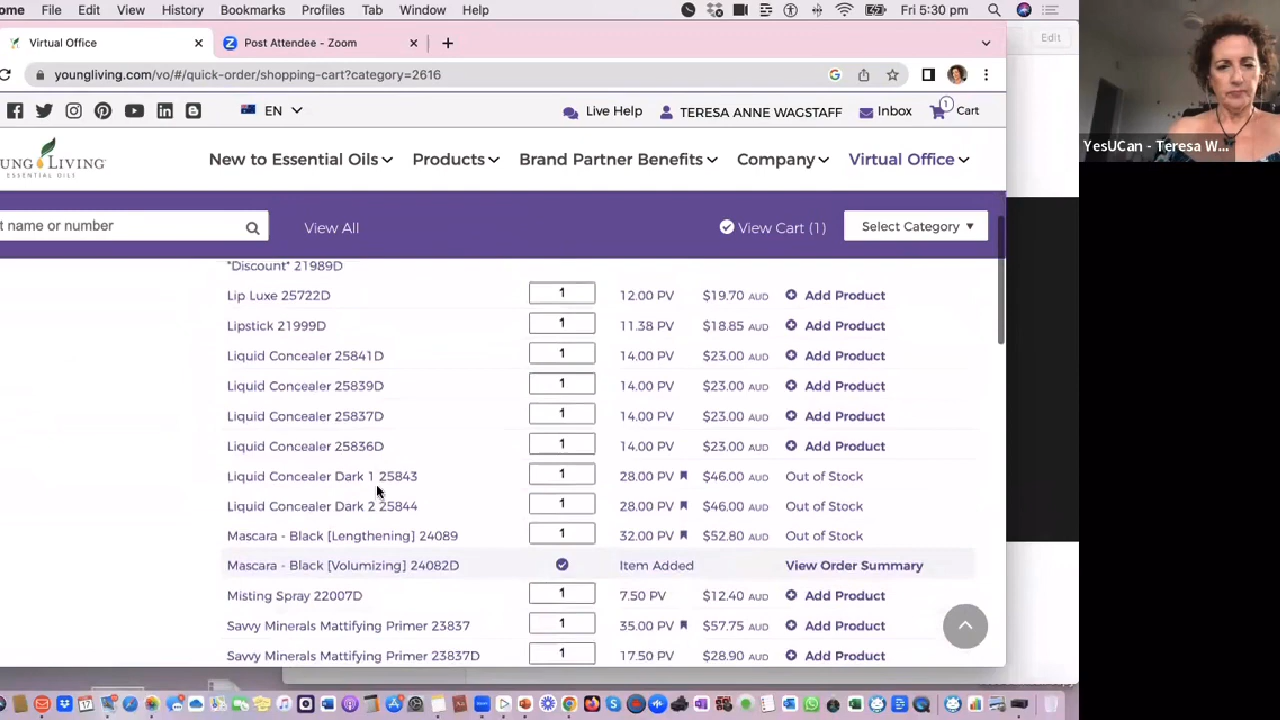 ome File Edit View History Bookmarks Profiles Tab Window Help Fri 5:30 pm
Virtual Office Post Attendee - Zoom
Edit
youngliving.com/vo/#/quick-order/shopping-cart?category=2616
EN Live Help TERESA ANNE WAGSTAFF Inbox 1 Cart
UNG LIVING
ESSENTIAL OILS
New to Essential Oils Products Brand Partner Benefits Company Virtual Office
YesUCan - Teresa W...
t name or number View All View Cart (1) Select Category
"Discount" 21989D
Lip Luxe 25722D 1 12.00 PV $19.70 AUD Add Product
Lipstick 21999D 1 11.38 PV $18.85 AUD Add Product
Liquid Concealer 25841D 1 14.00 PV $23.00 AUD Add Product
Liquid Concealer 25839D 1 14.00 PV $23.00 AUD Add Product
Liquid Concealer 25837D 1 14.00 PV $23.00 AUD Add Product
Liquid Concealer 25836D 1 14.00 PV $23.00 AUD Add Product
Liquid Concealer Dark 1 25843 1 28.00 PV $46.00 AUD Out of Stock
Liquid Concealer Dark 2 25844 1 28.00 PV $46.00 AUD Out of Stock
Mascara - Black [Lengthening] 24089 1 32.00 PV $52.80 AUD Out of Stock
Mascara - Black [Volumizing] 24082D Item Added View Order Summary
Misting Spray 22007D 1 7.50 PV $12.40 AUD Add Product
Savvy Minerals Mattifying Primer 23837 1 35.00 PV $57.75 AUD Add Product
Savvy Minerals Mattifying Primer 23837D 1 17.50 PV $28.90 AUD Add Product